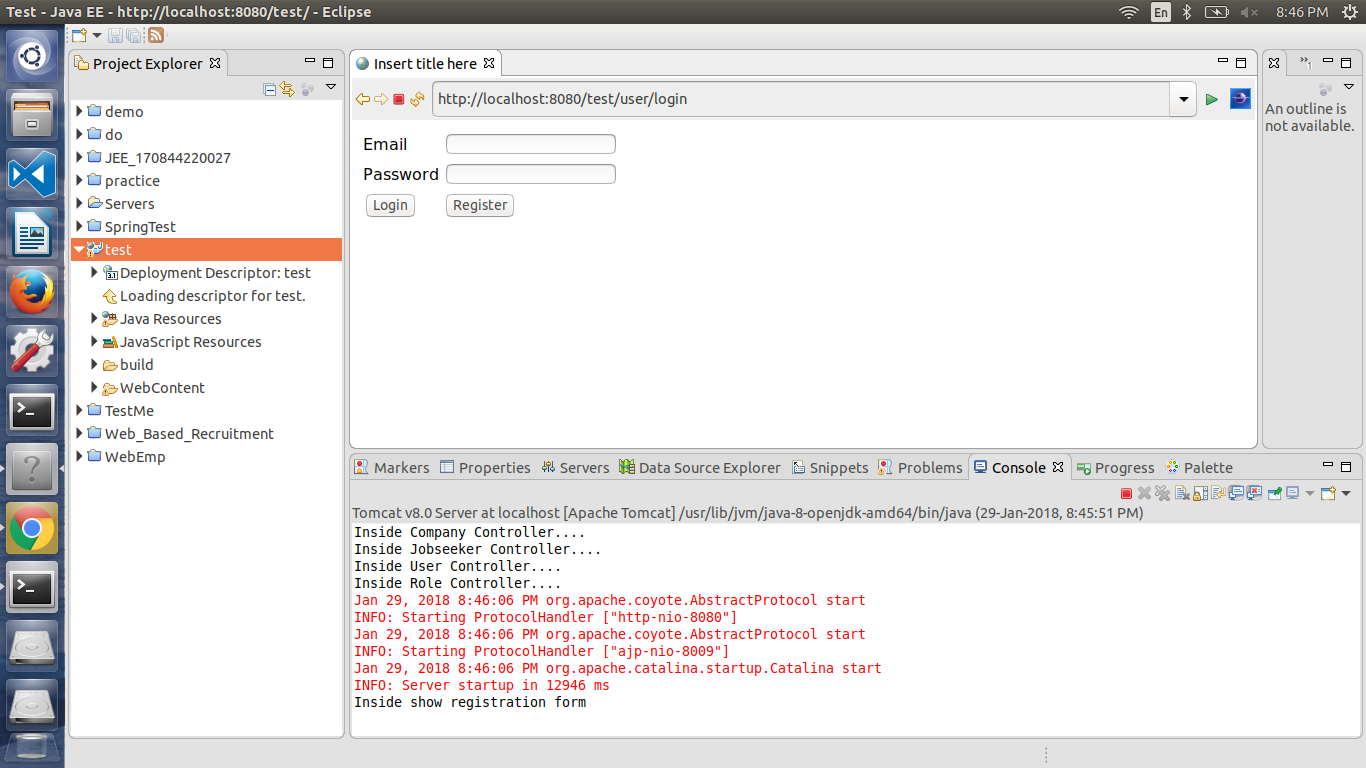 Test - Java EE - http://localhost:8080/test/ - Eclipse
En
8:46 PM
Project Explorer
demo
do
JEE_170844220027
practice
Servers
SpringTest
test
Deployment Descriptor: test
Loading descriptor for test.
Java Resources
JavaScript Resources
build
WebContent
TestMe
Web_Based_Recruitment
WebEmp
Insert title here
http://localhost:8080/test/user/login
Email
Password
Login Register
An outline is
not available.
Markers Properties Servers Data Source Explorer Snippets Problems Console Progress Palette
Tomcat v8.0 Server at localhost [Apache Tomcat] /usr/lib/jvm/java-8-openjdk-amd64/bin/java (29-Jan-2018, 8:45:51 PM)
Inside Company Controller....
Inside Jobseeker Controller....
Inside User Controller....
Inside Role Controller....
Jan 29, 2018 8:46:06 PM org.apache.coyote.AbstractProtocol start
INFO: Starting ProtocolHandler ["http-nio-8080"]
Jan 29, 2018 8:46:06 PM org.apache.coyote.AbstractProtocol start
INFO: Starting ProtocolHandler ["ajp-nio-8009"]
Jan 29, 2018 8:46:06 PM org.apache.catalina.startup.Catalina start
INFO: Server startup in 12946 ms
Inside show registration form